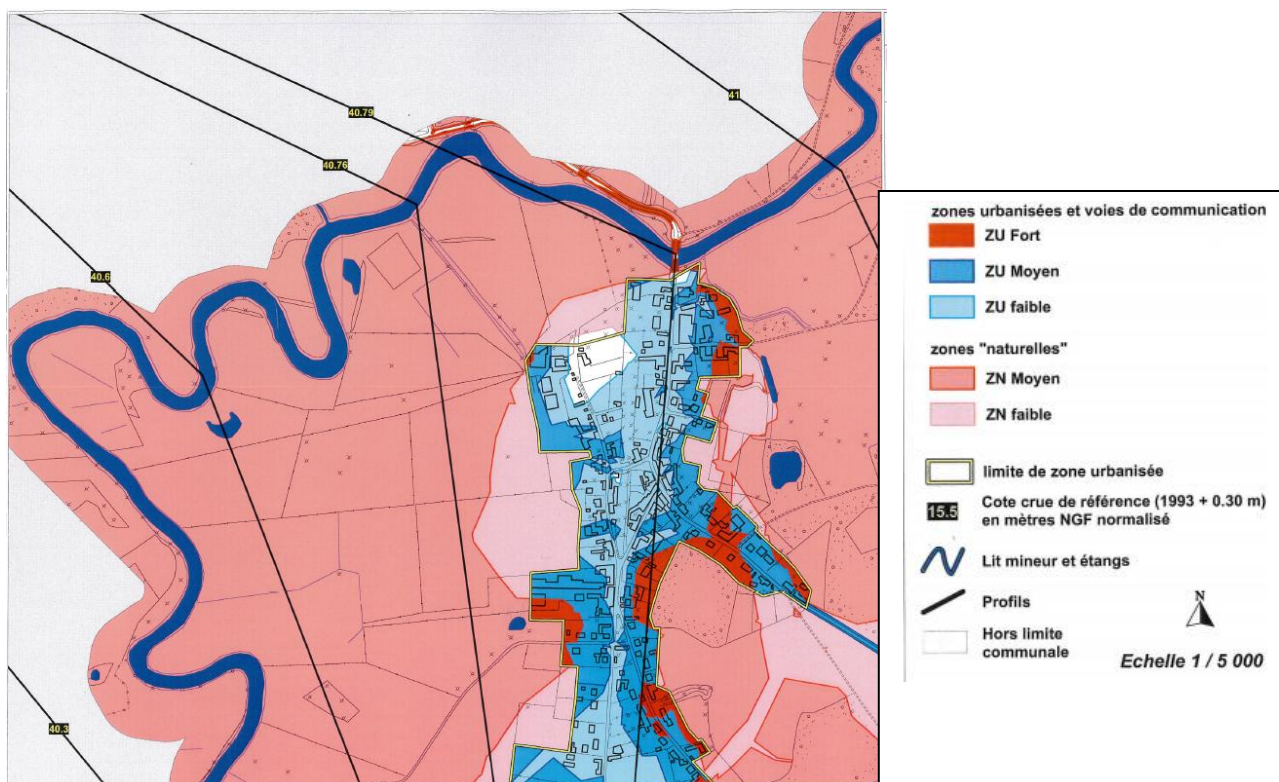 41
40.79
40.76
40.6
40.3
zones urbanisées et voies de communication
ZU Fort
ZU Moyen
ZU faible
zones "naturelles"
ZN Moyen
ZN faible
limite de zone urbanisée
15.5
Cote crue de référence (1993 + 0.30 m)
en mètres NGF normalisé
Lit mineur et étangs
Profils
N
Hors limite
communale
Echelle 1 / 5 000